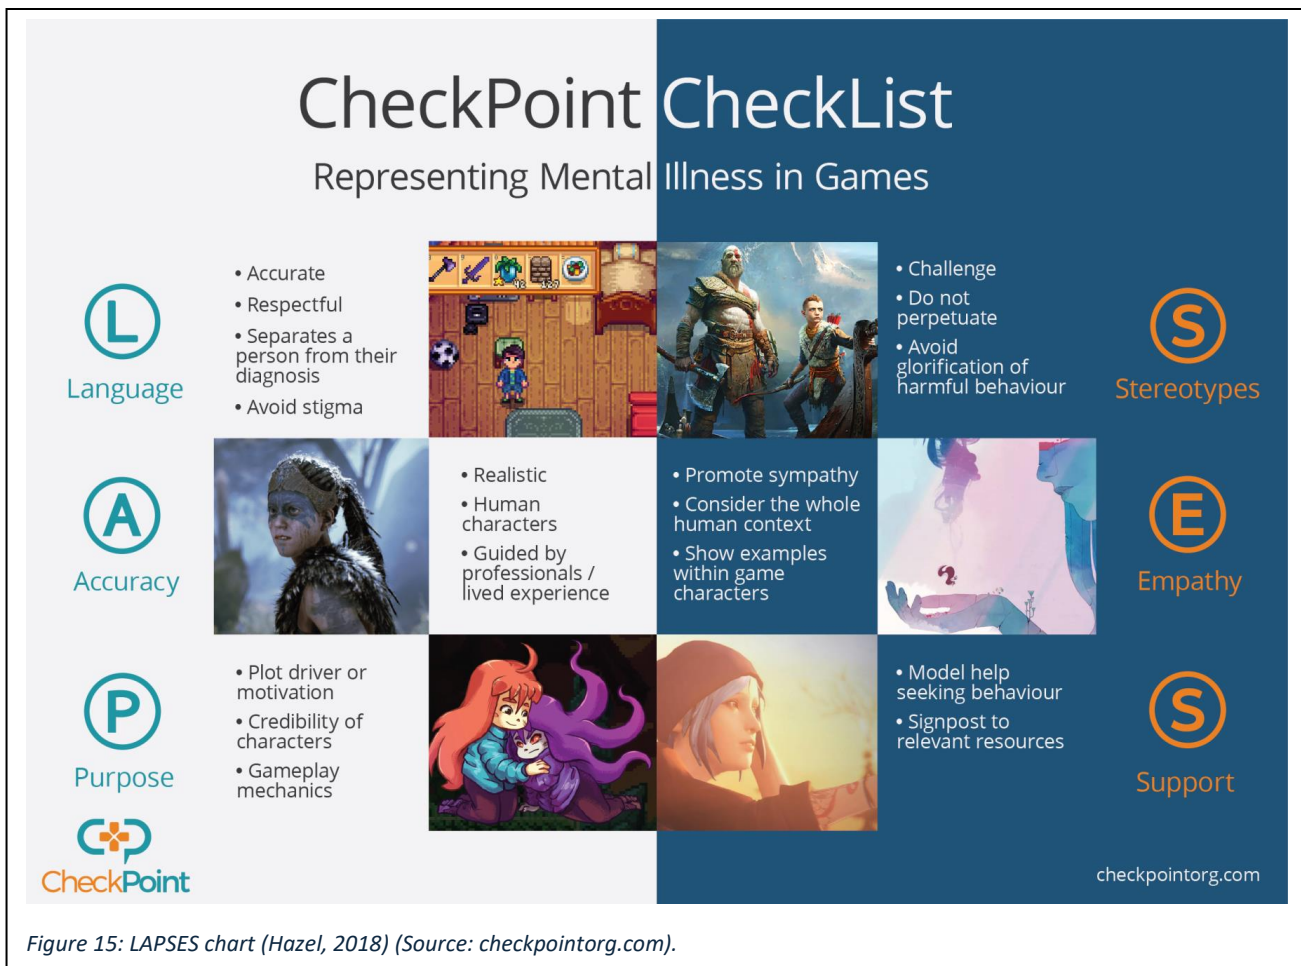 CheckPoint CheckList
Representing Mental Illness in Games
L
Language
• Accurate
• Respectful
• Separates a
person from their
diagnosis
• Avoid stigma
42
127
• Challenge
• Do not
perpetuate
• Avoid
glorification of
harmful behaviour
S
Stereotypes
A
Accuracy
• Realistic
• Human
characters
• Guided by
professionals /
lived experience
• Promote sympathy
• Consider the whole
human context
• Show examples
within game
characters
E
Empathy
P
Purpose
• Plot driver or
motivation
• Credibility of
characters
• Gameplay
mechanics
• Model help
seeking behaviour
• Signpost to
relevant resources
S
Support
CheckPoint
checkpointorg.com
Figure 15: LAPSES chart (Hazel, 2018) (Source: checkpointorg.com).